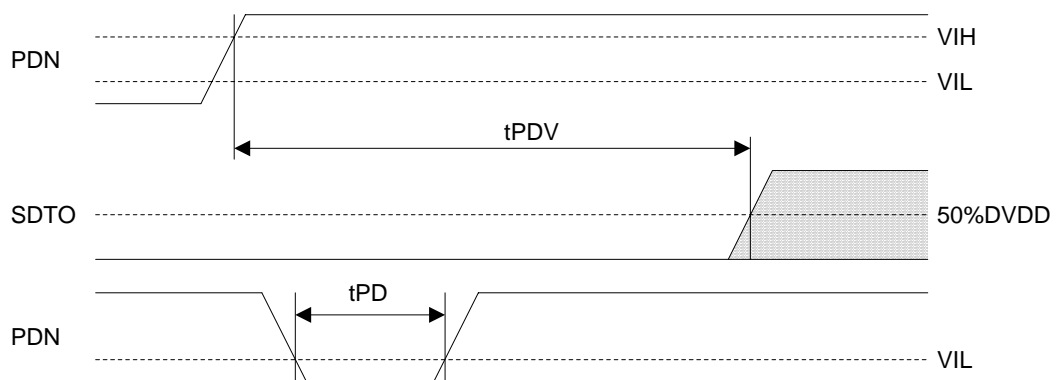 PDN
VIH
VIL
tPDV
SDTO
50%DVDD
tPD
PDN
VIL